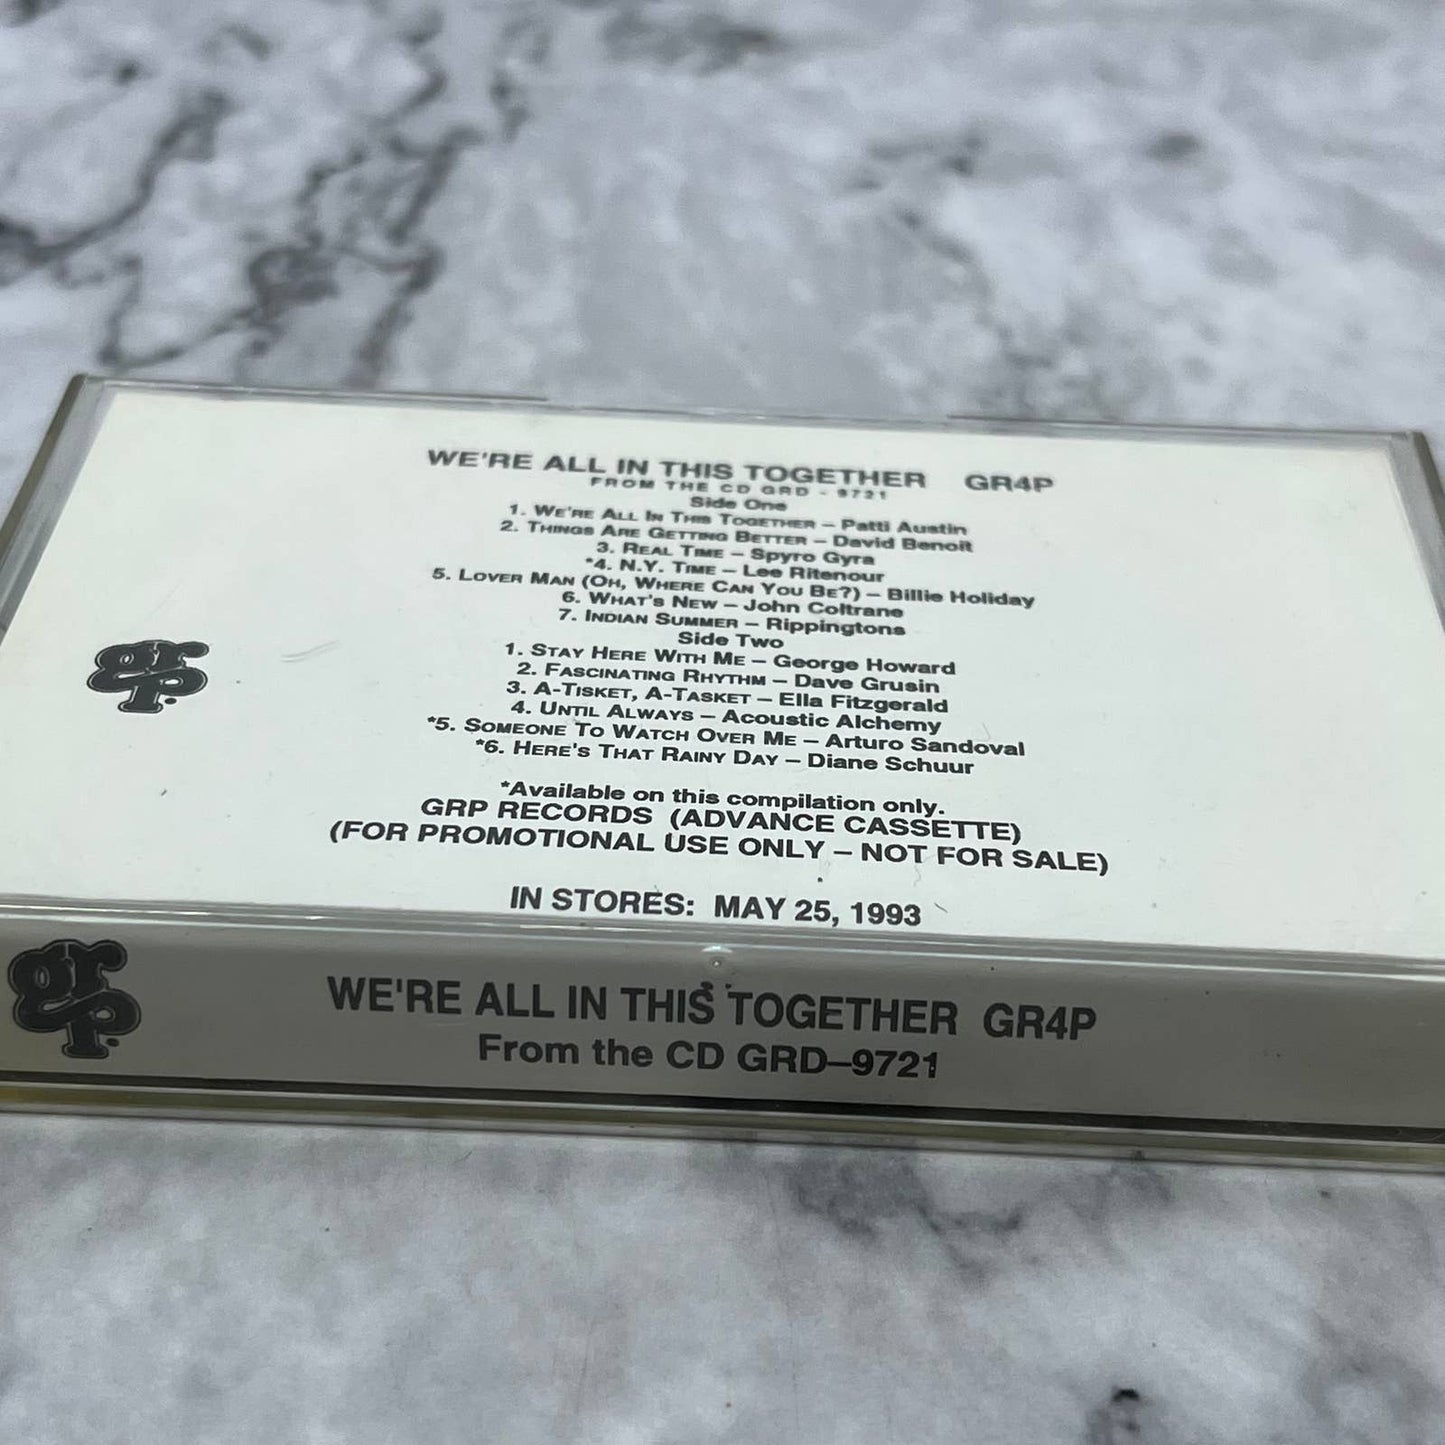 WE'RE ALL IN THIS TOGETHER GR4P
FROM THE CD GRD - 9721
Side One
1. WE'RE ALL IN THIS TOGETHER – Patti Austin
2. THINGS ARE GETTING BETTER – David Benoit
3. REAL TIME – Spyro Gyra
*4. N.Y. TIME – Lee Ritenour
5. LOVER MAN (OH, WHERE CAN YOU BE?) – Billie Holiday
6. WHAT'S NEW – John Coltrane
7. INDIAN SUMMER – Rippingtons
Side Two
1. STAY HERE WITH ME – George Howard
2. FASCINATING RHYTHM – Dave Grusin
3. A-TISKET, A-TASKET – Ella Fitzgerald
4. UNTIL ALWAYS – Acoustic Alchemy
*5. SOMEONE TO WATCH OVER ME – Arturo Sandoval
*6. HERE'S THAT RAINY DAY – Diane Schuur
*Available on this compilation only.
GRP RECORDS (ADVANCE CASSETTE)
(FOR PROMOTIONAL USE ONLY – NOT FOR SALE)
IN STORES: MAY 25, 1993
grp
grp
WE'RE ALL IN THIS TOGETHER GR4P
From the CD GRD–9721